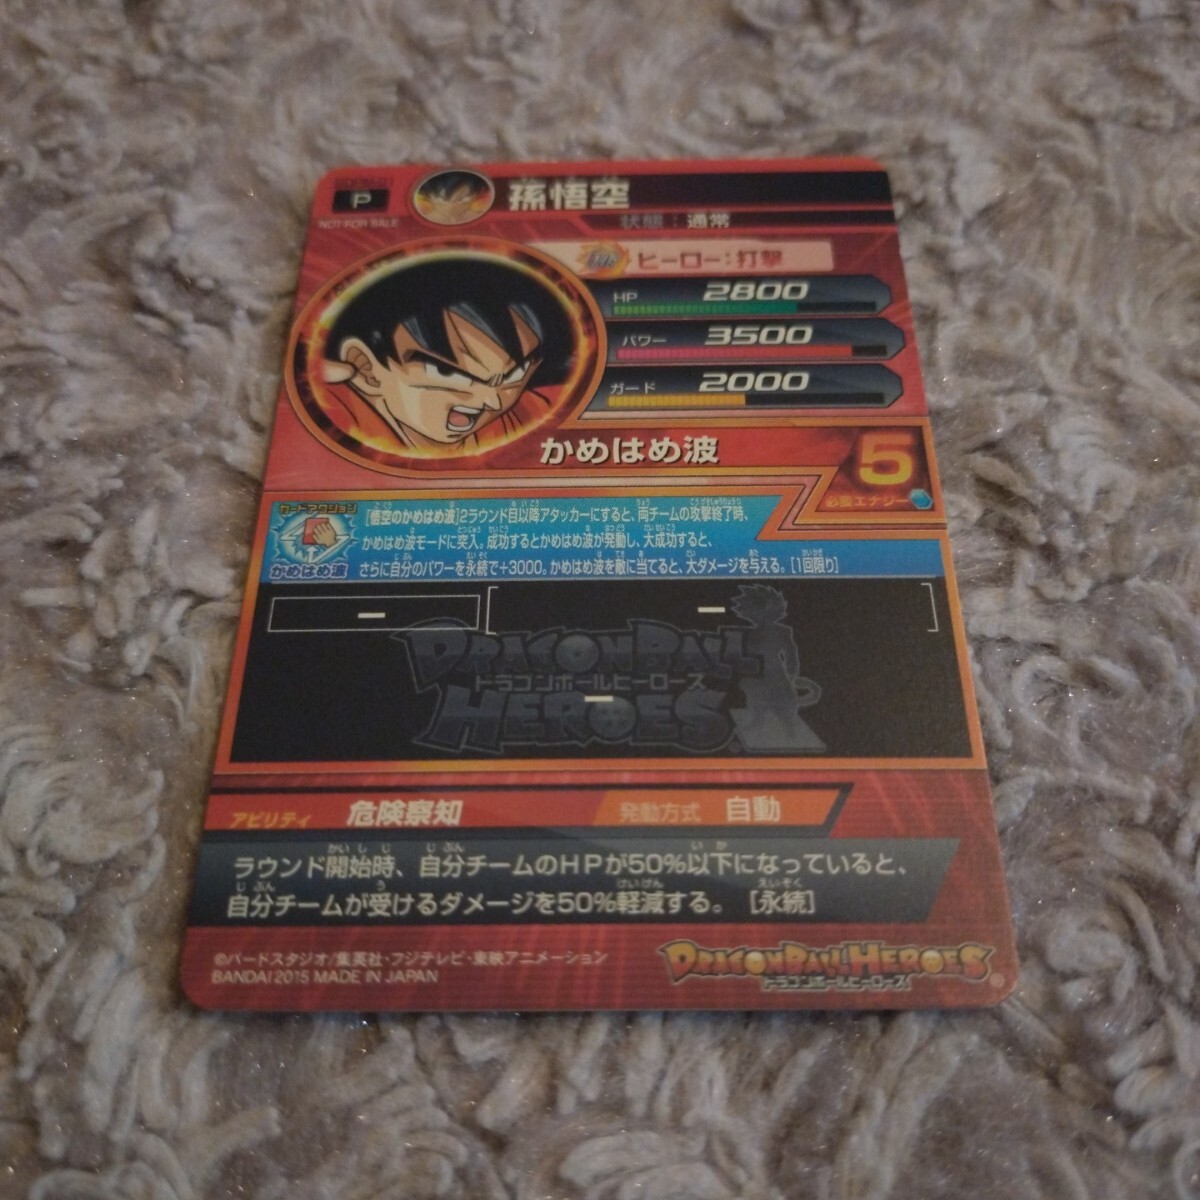 P
NOT FOR SALE
孫悟空
状態：通常
ヒーロー：打撃
HP 2800
パワー 3500
ガード 2000
かめはめ波
5
必要エナジー
カードアクション
かめはめ波
[悟空のかめはめ波]2ラウンド目以降アタッカーにすると、両チームの攻撃終了時、
かめはめ波モードに突入。成功するとかめはめ波が発動し、大成功すると、
さらに自分のパワーを永続で+3000。かめはめ波を敵に当てると、大ダメージを与える。[1回限り]
ー
ー
DRAGON BALL
ドラゴンボールヒーローズ
HEROES
ー
アビリティ 危険察知 発動方式 自動
ラウンド開始時、自分チームのHPが50%以下になっていると、
自分チームが受けるダメージを50%軽減する。 [永続]
©バードスタジオ/集英社・フジテレビ・東映アニメーション
BANDAI 2015 MADE IN JAPAN
DRAGON BALL HEROES
ドラゴンボールヒーローズ